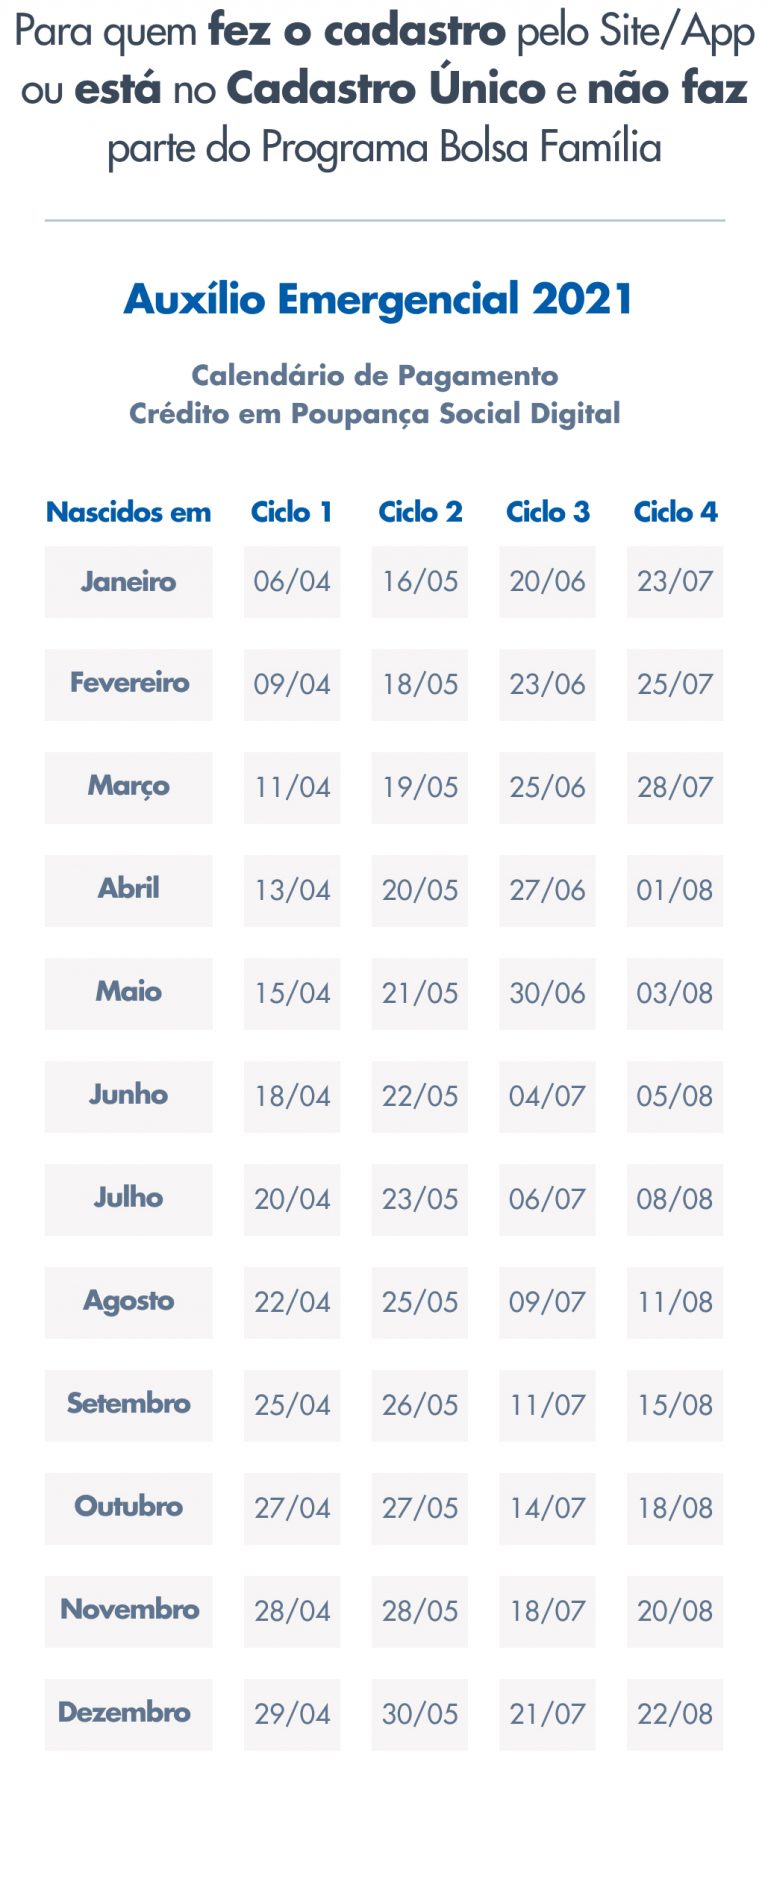 Para quem fez o cadastro pelo Site/App
ou está no Cadastro Único e não faz
parte do Programa Bolsa Família
Auxílio Emergencial 2021
Calendário de Pagamento
Crédito em Poupança Social Digital
Nascidos em Ciclo 1 Ciclo 2 Ciclo 3 Ciclo 4
Janeiro 06/04 16/05 20/06 23/07
Fevereiro 09/04 18/05 23/06 25/07
Março 11/04 19/05 25/06 28/07
Abril 13/04 20/05 27/06 01/08
Maio 15/04 21/05 30/06 03/08
Junho 18/04 22/05 04/07 05/08
Julho 20/04 23/05 06/07 08/08
Agosto 22/04 25/05 09/07 11/08
Setembro 25/04 26/05 11/07 15/08
Outubro 27/04 27/05 14/07 18/08
Novembro 28/04 28/05 18/07 20/08
Dezembro 29/04 30/05 21/07 22/08